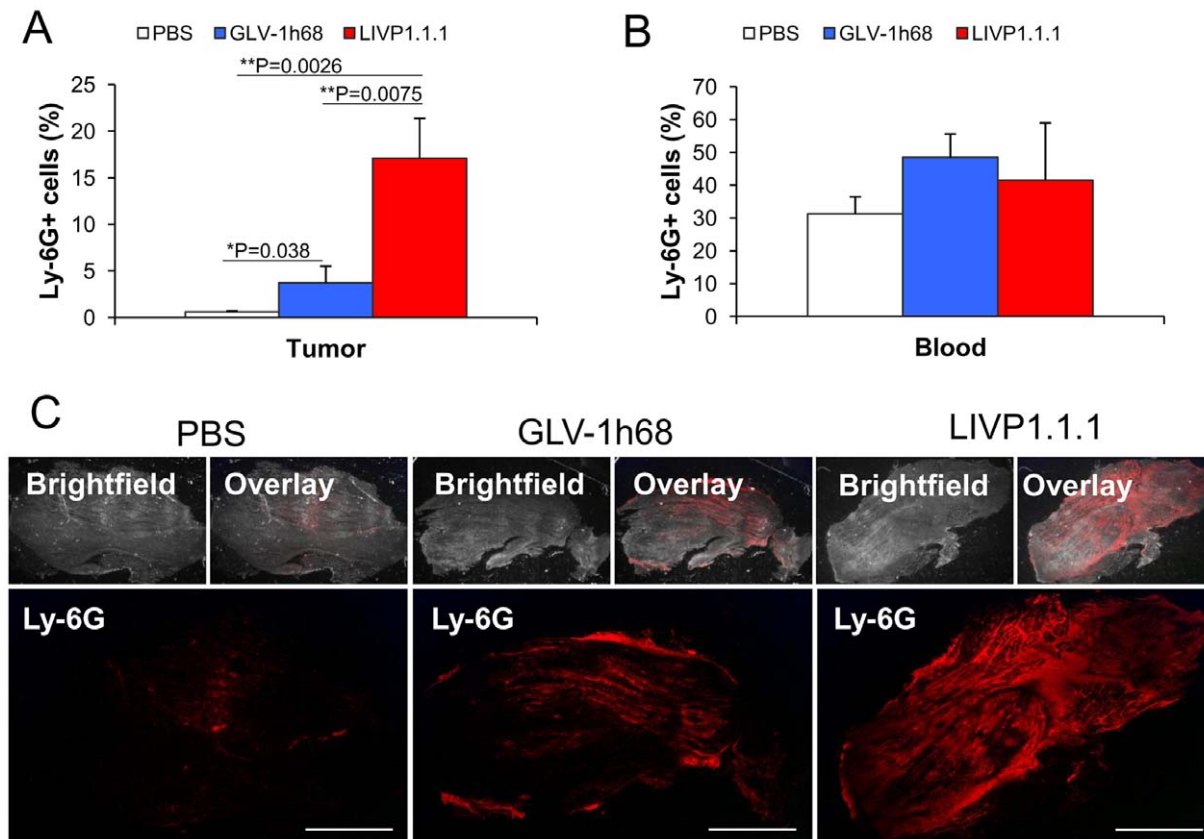 A
PBS GLV-1h68 LIVP1.1.1
**P=0.0026
**P=0.0075
*P=0.038
Ly-6G+ cells (%)
25
20
15
10
5
0
Tumor
B
PBS GLV-1h68 LIVP1.1.1
Ly-6G+ cells (%)
70
60
50
40
30
20
10
0
Blood
C
PBS GLV-1h68 LIVP1.1.1
Brightfield Overlay Brightfield Overlay Brightfield Overlay
Ly-6G Ly-6G Ly-6G